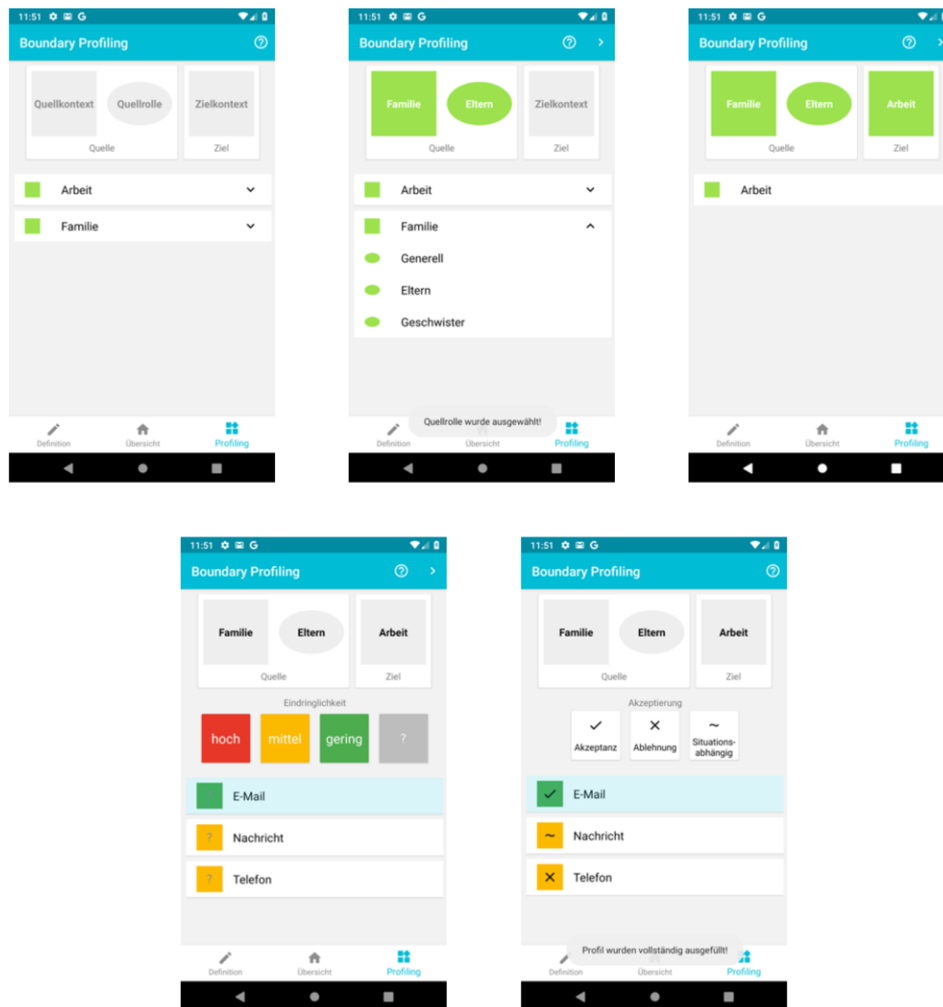 11:51 G
Boundary Profiling
Quellkontext Quellrolle Zielkontext
Quelle Ziel
Arbeit
Familie
Definition Übersicht Profiling
11:51 G
Boundary Profiling
Familie Eltern Zielkontext
Quelle Ziel
Arbeit
Familie
Generell
Eltern
Geschwister
Quellrolle wurde ausgewählt!
Definition Übersicht Profiling
11:51 G
Boundary Profiling
Familie Eltern Arbeit
Quelle Ziel
Arbeit
Definition Übersicht Profiling
11:51 G
Boundary Profiling
Familie Eltern Arbeit
Quelle Ziel
Eindringlichkeit
hoch mittel gering ?
E-Mail
? Nachricht
? Telefon
Definition Übersicht Profiling
11:51 G
Boundary Profiling
Familie Eltern Arbeit
Quelle Ziel
Akzeptierung
Akzeptanz Ablehnung Situations-
abhängig
E-Mail
~ Nachricht
Telefon
Profil wurden vollständig ausgefüllt!
Definition Übersicht Profiling